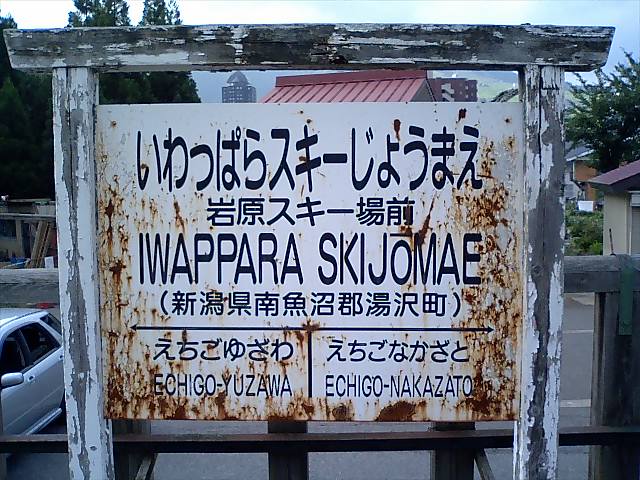 いわっぱらスキーじょうまえ
岩原スキー場前
IWAPPARA SKIJŌMAE
（新潟県南魚沼郡湯沢町）
えちごゆざわ えちごなかざと
ECHIGO-YUZAWA ECHIGO-NAKAZATO